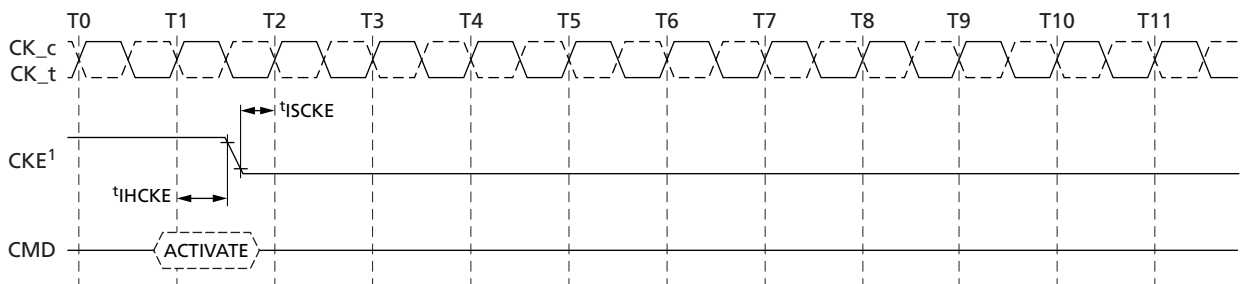 T0 T1 T2 T3 T4 T5 T6 T7 T8 T9 T10 T11
CK_c
CK_t
tISCKE
CKE1
tIHCKE
CMD ACTIVATE